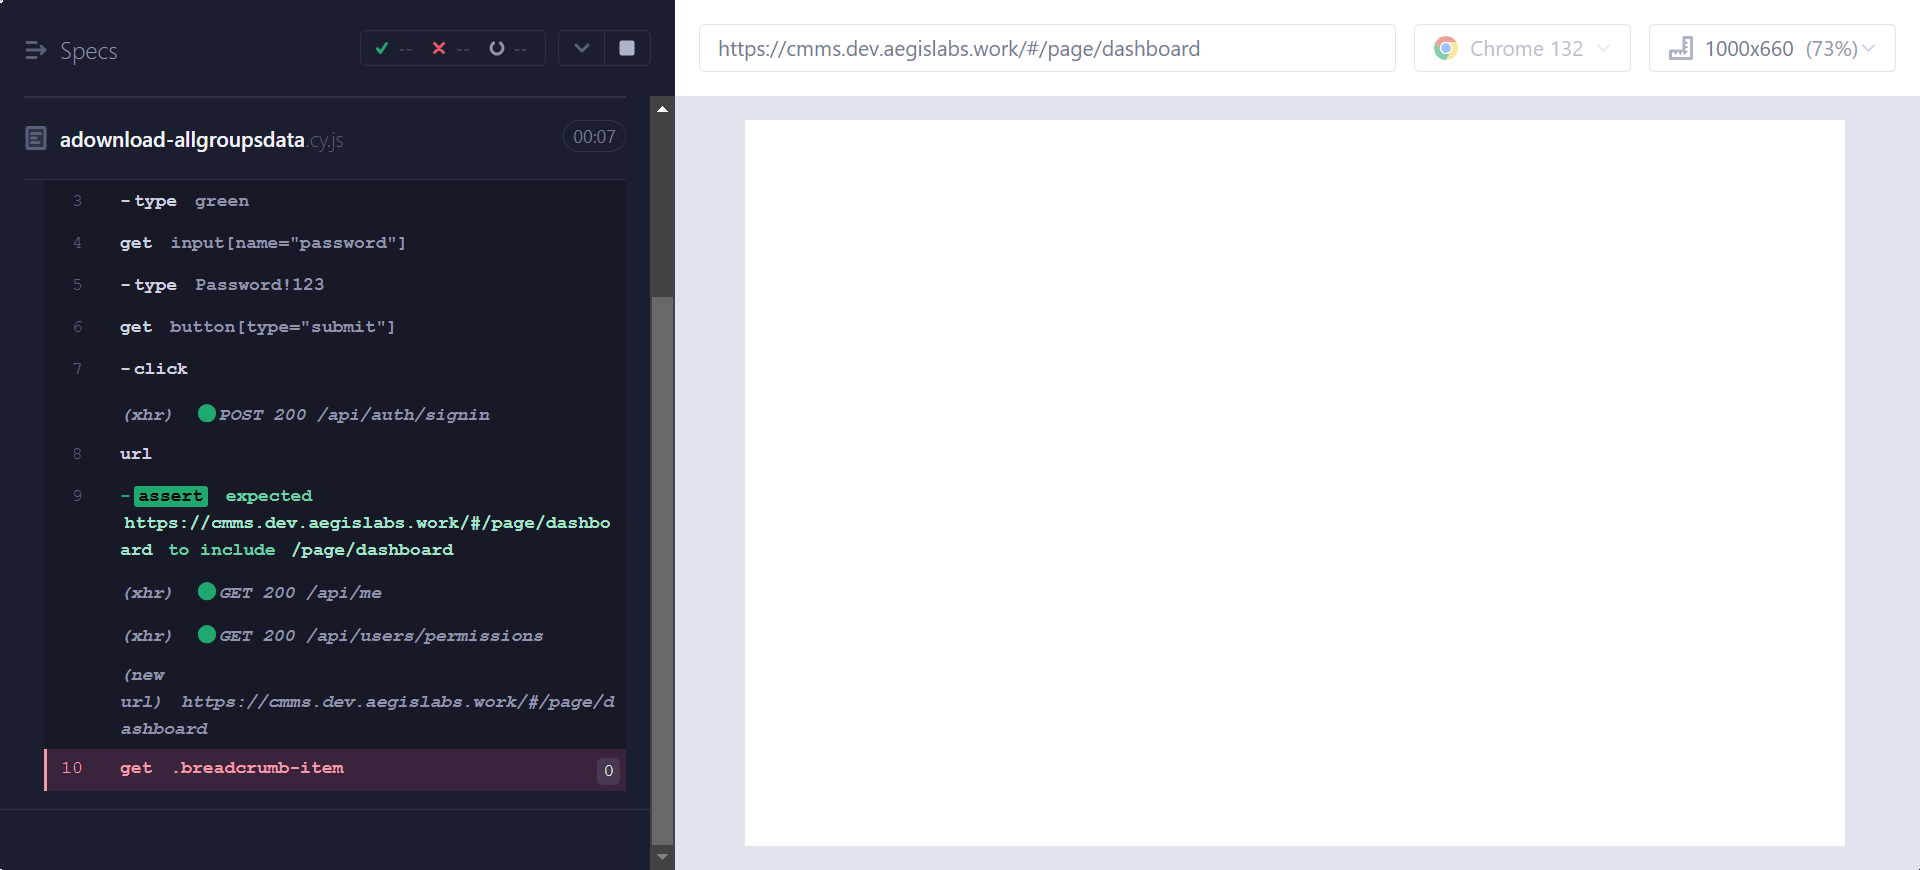 Specs
-- -- --
https://cmms.dev.aegislabs.work/#/page/dashboard
Chrome 132
1000x660 (73%)
adownload-allgroupsdata.cy.js
00:07
3 -type green
4 get input[name="password"]
5 -type Password!123
6 get button[type="submit"]
7 -click
(xhr) POST 200 /api/auth/signin
8 url
9 -assert expected
https://cmms.dev.aegislabs.work/#/page/dashbo
ard to include /page/dashboard
(xhr) GET 200 /api/me
(xhr) GET 200 /api/users/permissions
(new
url) https://cmms.dev.aegislabs.work/#/page/d
ashboard
10 get .breadcrumb-item 0